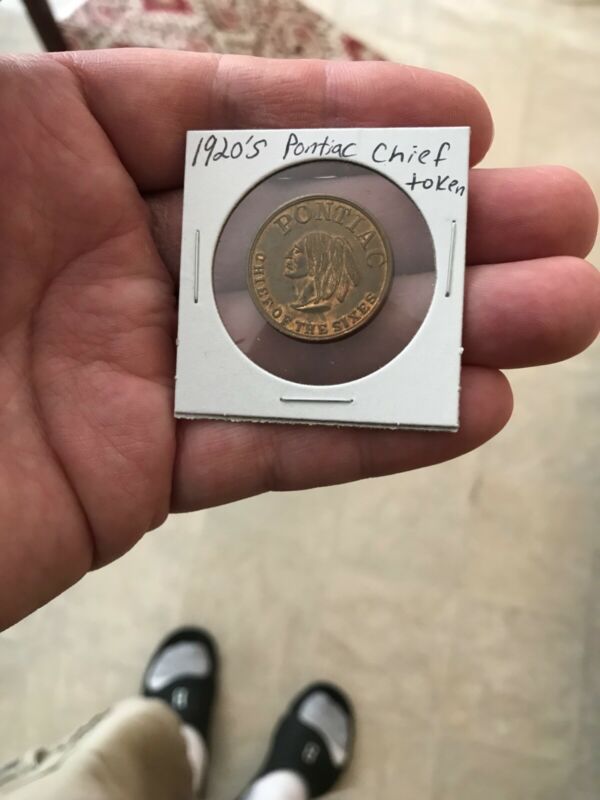 1920's Pontiac Chief
token
PONTIAC
CHIEF OF THE SIXES